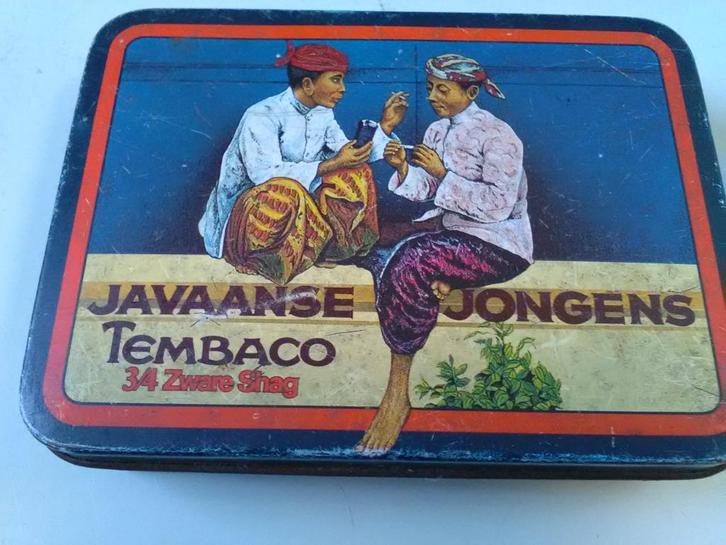 JAVAANSE JONGENS
TEMBACO
3/4 Zware Shag